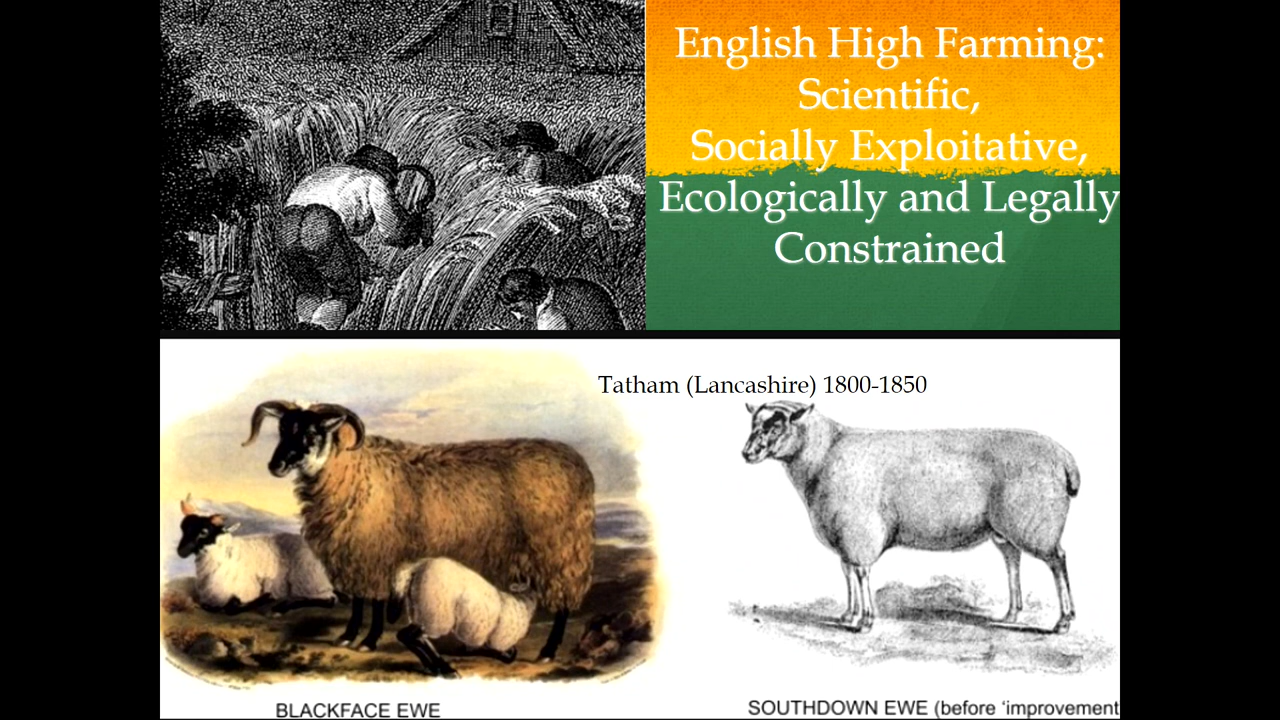 English High Farming:
Scientific,
Socially Exploitative,
Ecologically and Legally
Constrained
Tatham (Lancashire) 1800-1850
BLACKFACE EWE
SOUTHDOWN EWE (before ‘improvement